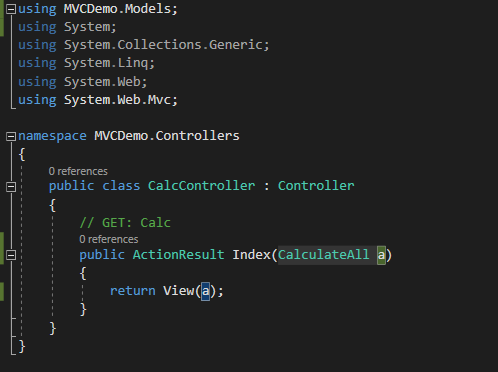 using MVCDemo.Models;
using System;
using System.Collections.Generic;
using System.Linq;
using System.Web;
using System.Web.Mvc;
namespace MVCDemo.Controllers
{
0 references
public class CalcController : Controller
{
// GET: Calc
0 references
public ActionResult Index(CalculateAll a)
{
return View(a);
}
}
}